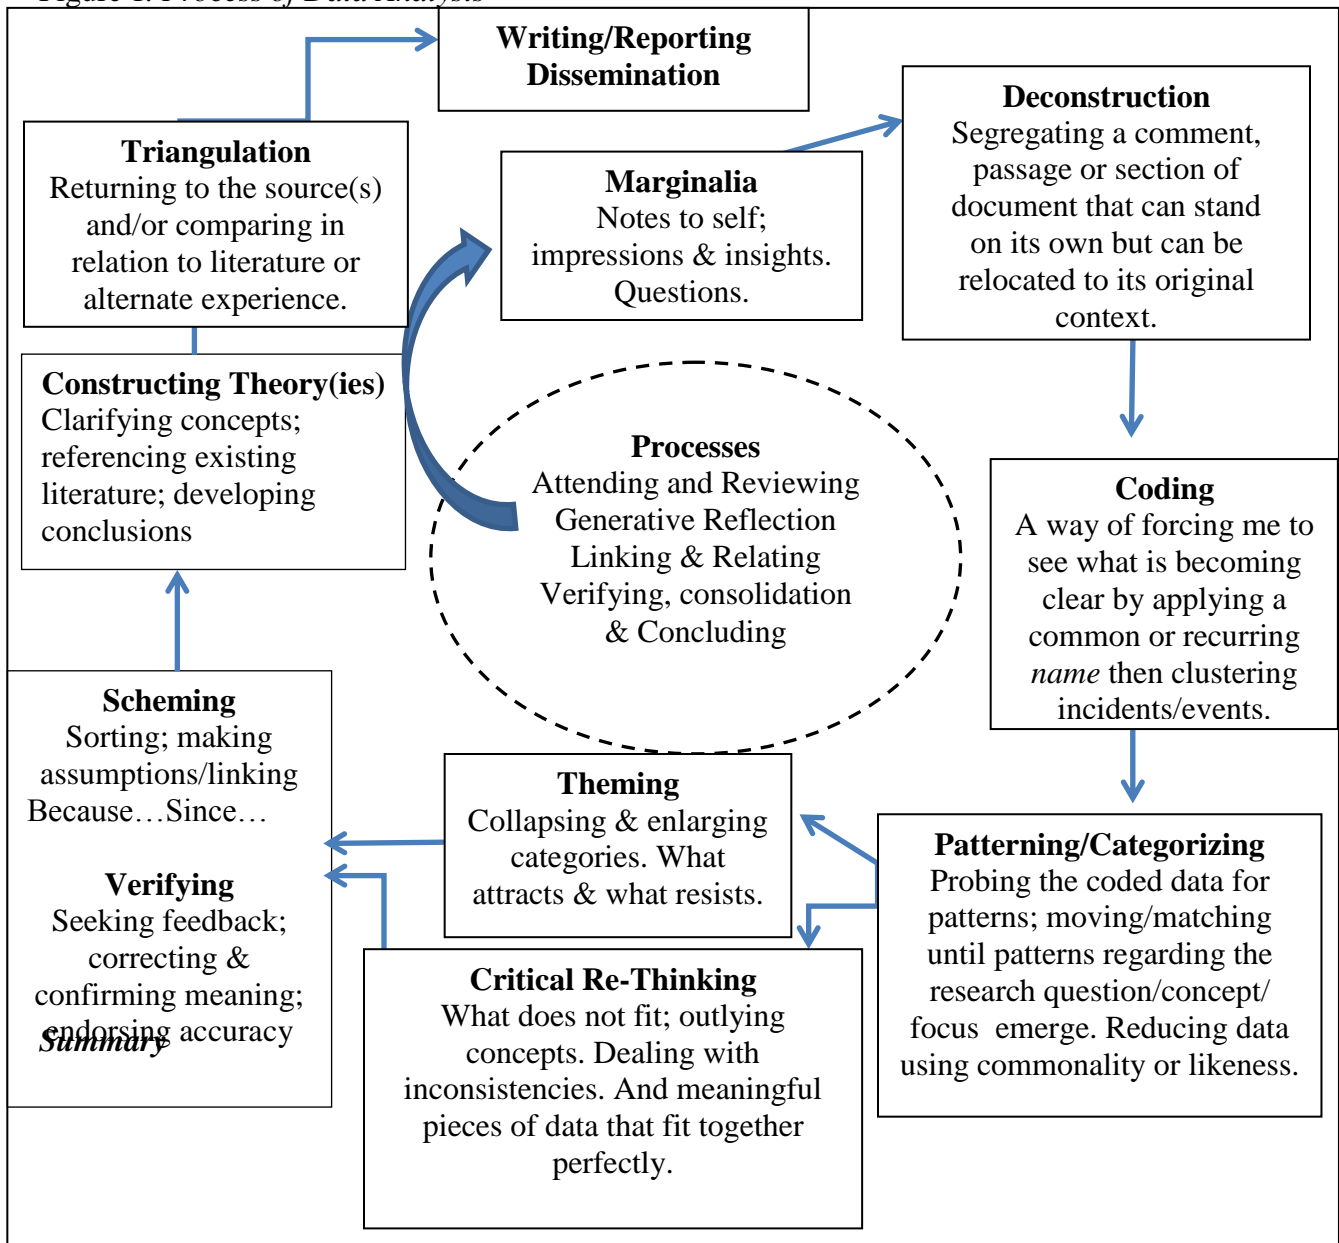 Figure 1. Process of Data Analysis
Writing/Reporting
Dissemination
Triangulation
Returning to the source(s)
and/or comparing in
relation to literature or
alternate experience.
Marginalia
Notes to self;
impressions & insights.
Questions.
Deconstruction
Segregating a comment,
passage or section of
document that can stand
on its own but can be
relocated to its original
context.
Constructing Theory(ies)
Clarifying concepts;
referencing existing
literature; developing
conclusions
Processes
Attending and Reviewing
Generative Reflection
Linking & Relating
Verifying, consolidation
& Concluding
Coding
A way of forcing me to
see what is becoming
clear by applying a
common or recurring
name then clustering
incidents/events.
Scheming
Sorting; making
assumptions/linking
Because…Since…
Verifying
Seeking feedback;
correcting &
confirming meaning;
endorsing accuracy
Summary
Theming
Collapsing & enlarging
categories. What
attracts & what resists.
Patterning/Categorizing
Probing the coded data for
patterns; moving/matching
until patterns regarding the
research question/concept/
focus emerge. Reducing data
using commonality or likeness.
Critical Re-Thinking
What does not fit; outlying
concepts. Dealing with
inconsistencies. And meaningful
pieces of data that fit together
perfectly.